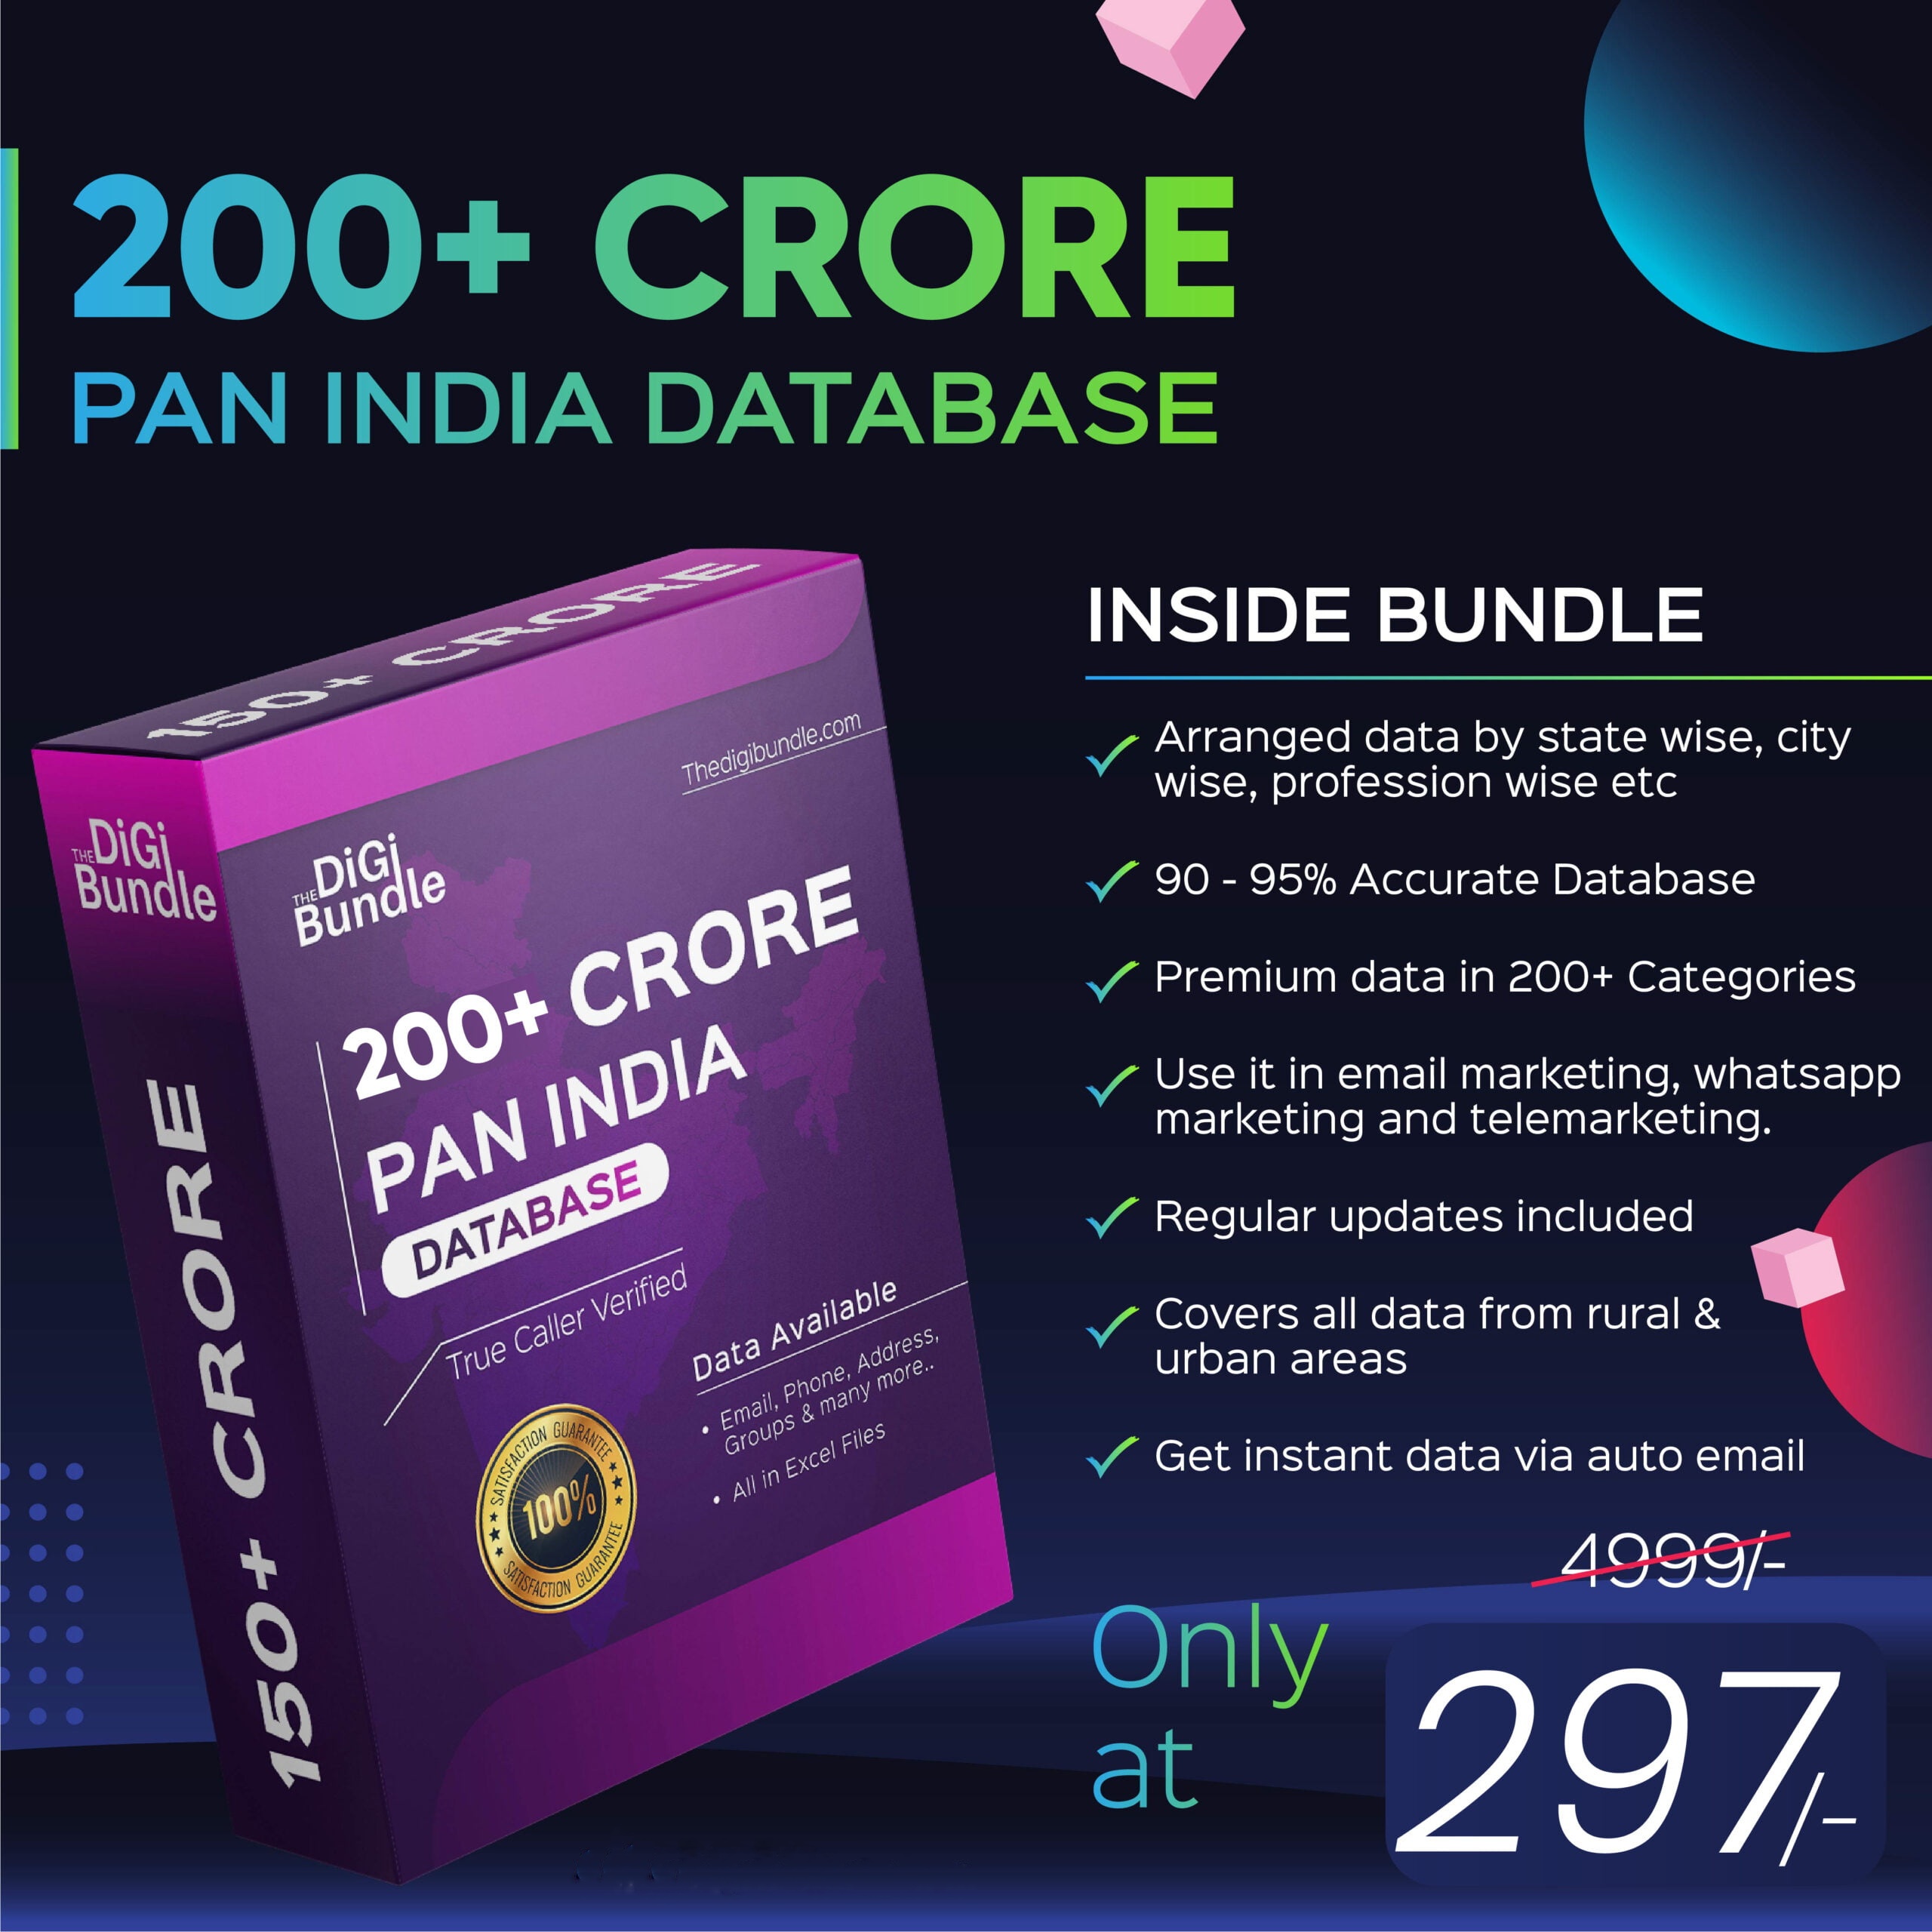 200+ CRORE
PAN INDIA DATABASE
150+ CRORE
THE DiGi
Bundle
150+ CRORE
Thedigibundle.com
THE DiGi
Bundle
200+ CRORE
PAN INDIA
DATABASE
True Caller Verified
SATISFACTION GUARANTEE
100%
SATISFACTION GUARANTEE
Data Available
• Email, Phone, Address,
Groups & many more..
• All in Excel Files
INSIDE BUNDLE
Arranged data by state wise, city
wise, profession wise etc
90 - 95% Accurate Database
Premium data in 200+ Categories
Use it in email marketing, whatsapp
marketing and telemarketing.
Regular updates included
Covers all data from rural &
urban areas
Get instant data via auto email
4999/-
Only
at
297/-